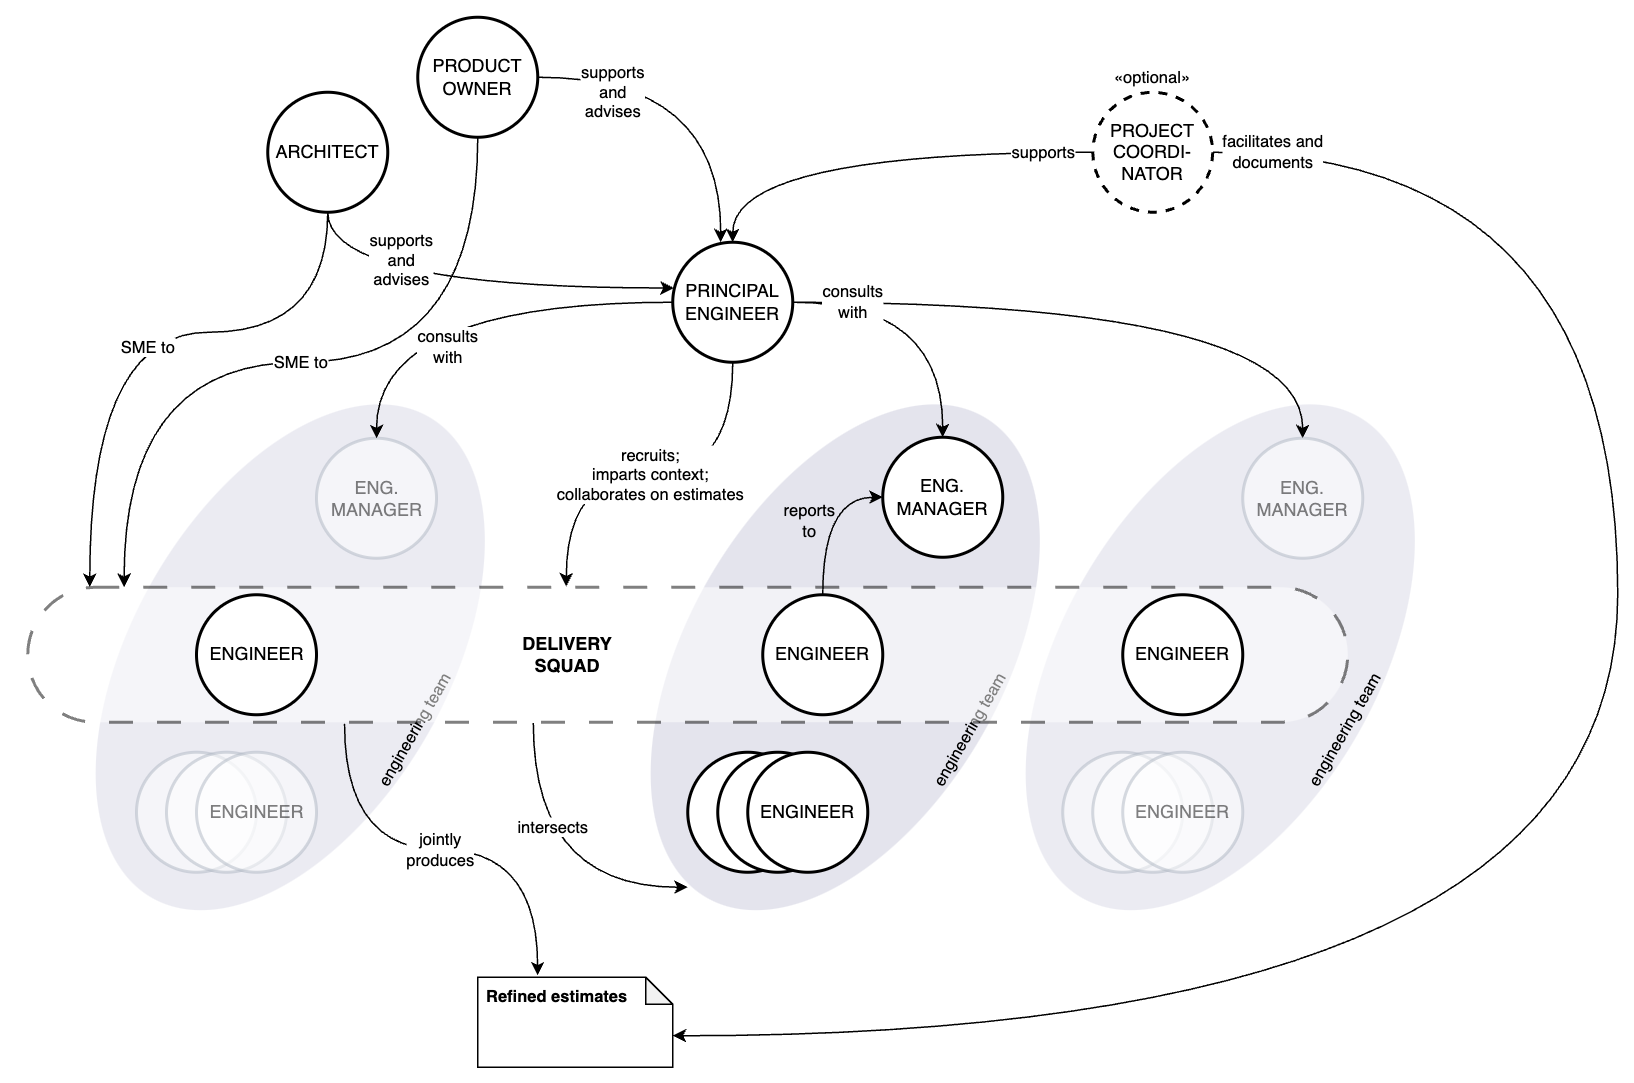 PRODUCT
OWNER
supports
and
advises
«optional»
PROJECT
COORDI-
NATOR
supports
facilitates and
documents
ARCHITECT
supports
and
advises
PRINCIPAL
ENGINEER
consults
with
consults
with
SME to
SME to
recruits;
imparts context;
collaborates on estimates
ENG.
MANAGER
reports
to
ENG.
MANAGER
ENG.
MANAGER
ENGINEER
DELIVERY
SQUAD
ENGINEER
ENGINEER
engineering team
engineering team
engineering team
ENGINEER
intersects
ENGINEER
ENGINEER
jointly
produces
Refined estimates